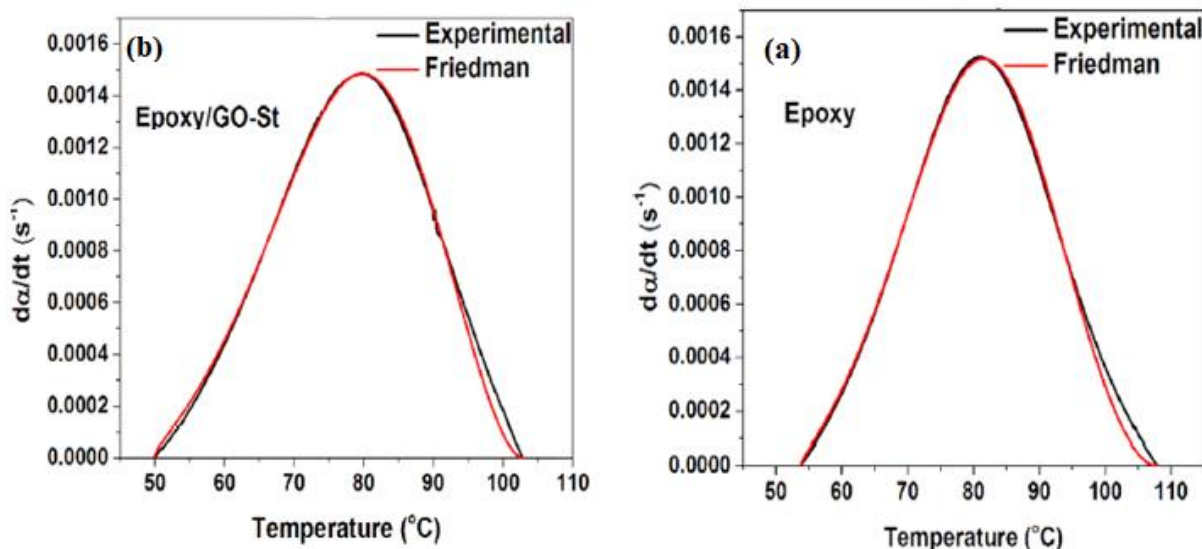 (b)
Experimental
Friedman
Epoxy/GO-St
dα/dt (s⁻¹)
0.0016
0.0014
0.0012
0.0010
0.0008
0.0006
0.0004
0.0002
0.0000
50 60 70 80 90 100 110
Temperature (°C)
(a)
Experimental
Friedman
Epoxy
dα/dt (s⁻¹)
0.0016
0.0014
0.0012
0.0010
0.0008
0.0006
0.0004
0.0002
0.0000
50 60 70 80 90 100 110
Temperature (°C)